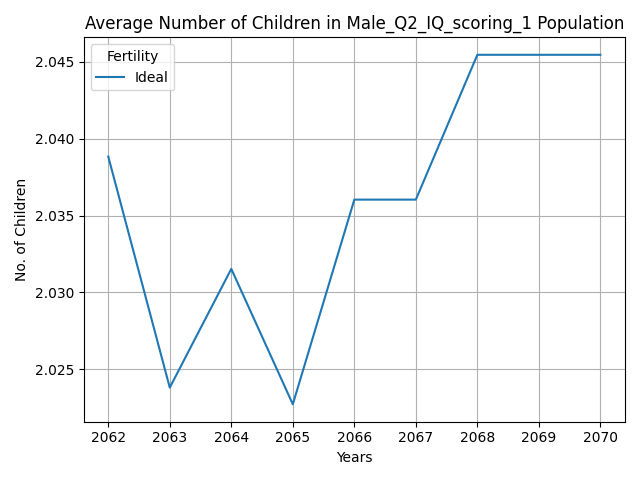 Average Number of Children in Male_Q2_IQ_scoring_1 Population
Fertility
Ideal
2.045
2.040
2.035
2.030
2.025
No. of Children
2062 2063 2064 2065 2066 2067 2068 2069 2070
Years